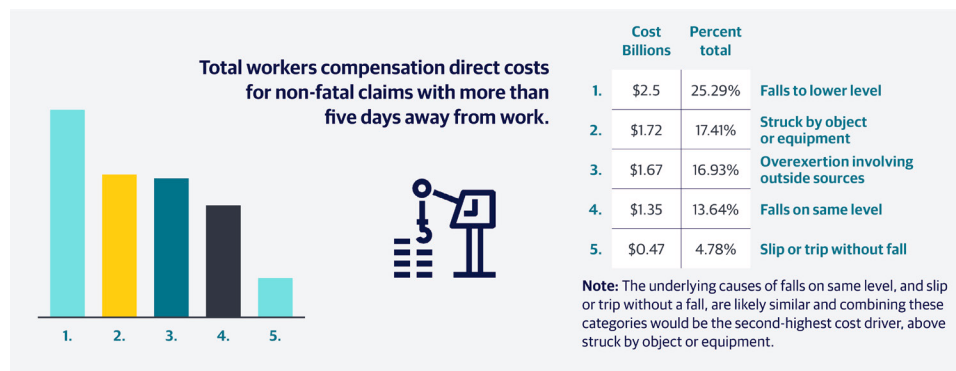 Total workers compensation direct costs
for non-fatal claims with more than
five days away from work.
1. 2. 3. 4. 5.
Cost Billions Percent total
1. $2.5 25.29% Falls to lower level
2. $1.72 17.41% Struck by object
or equipment
3. $1.67 16.93% Overexertion involving
outside sources
4. $1.35 13.64% Falls on same level
5. $0.47 4.78% Slip or trip without fall
Note: The underlying causes of falls on same level, and slip
or trip without a fall, are likely similar and combining these
categories would be the second-highest cost driver, above
struck by object or equipment.